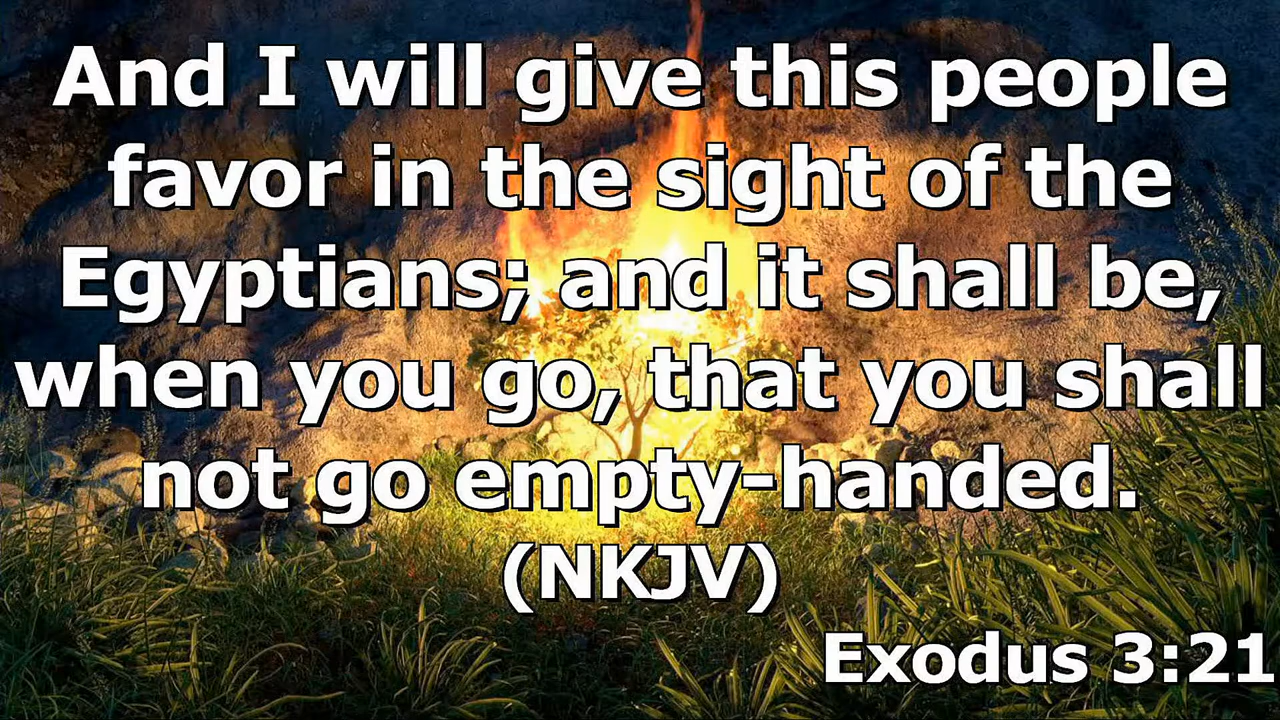 And I will give this people
favor in the sight of the
Egyptians; and it shall be,
when you go, that you shall
not go empty-handed.
(NKJV)
Exodus 3:21